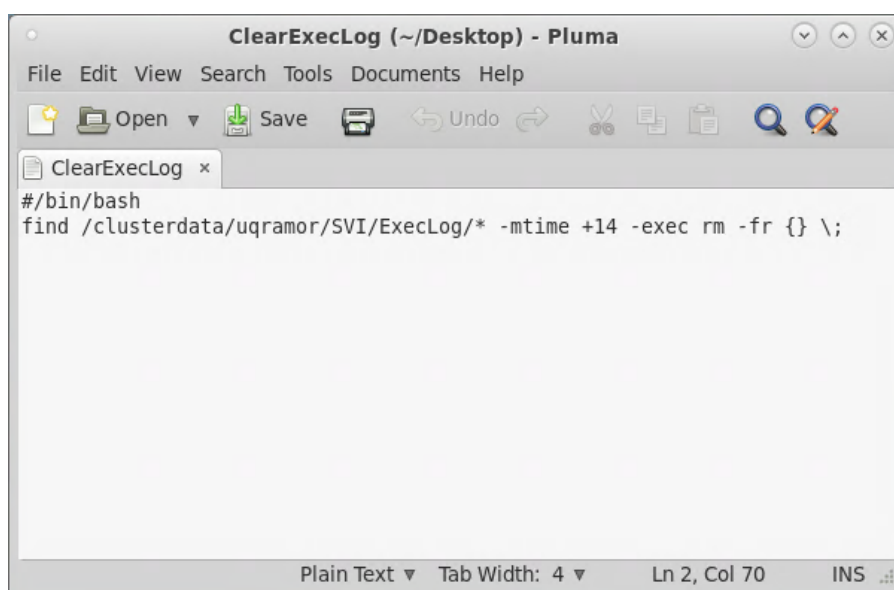 ClearExecLog (~/Desktop) - Pluma
File Edit View Search Tools Documents Help
Open Save Undo
ClearExecLog ×
#/bin/bash
find /clusterdata/uqramor/SVI/ExecLog/* -mtime +14 -exec rm -fr {} \;
Plain Text Tab Width: 4 Ln 2, Col 70 INS